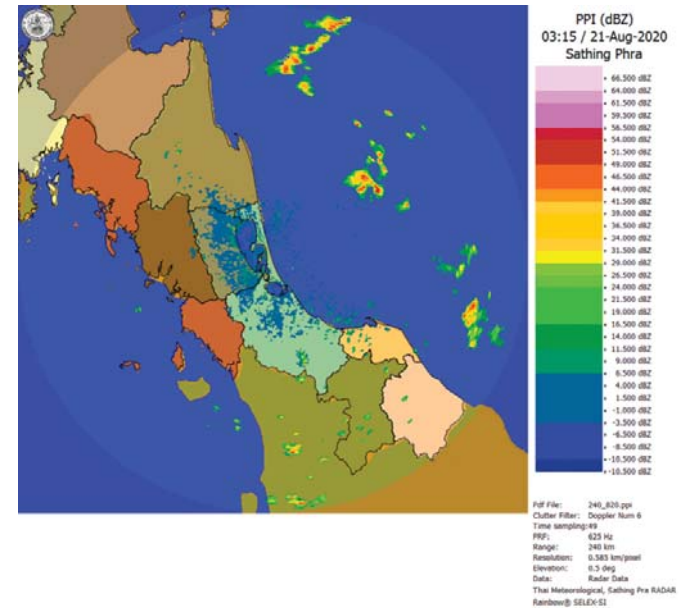 PPI (dBZ)
03:15 / 21-Aug-2020
Sathing Phra
66.500 dBZ
64.000 dBZ
61.500 dBZ
59.300 dBZ
56.500 dBZ
54.000 dBZ
51.500 dBZ
49.000 dBZ
46.500 dBZ
44.000 dBZ
41.500 dBZ
39.000 dBZ
36.500 dBZ
34.000 dBZ
31.500 dBZ
29.000 dBZ
26.500 dBZ
24.000 dBZ
21.500 dBZ
19.000 dBZ
16.500 dBZ
14.000 dBZ
11.500 dBZ
9.000 dBZ
6.500 dBZ
4.000 dBZ
1.500 dBZ
-1.000 dBZ
-3.500 dBZ
-6.500 dBZ
-8.500 dBZ
-10.500 dBZ
-10.500 dBZ
Pdf File: 240_820.ppi
Clutter Filter: Doppler Num 6
Time sampling: 49
PRF: 625 Hz
Range: 240 km
Resolution: 0.585 km/pixel
Elevation: 0.5 deg
Data: Radar Data
Thai Meteorological, Sathing Pra RADAR
Rainbow® SELEX-SI